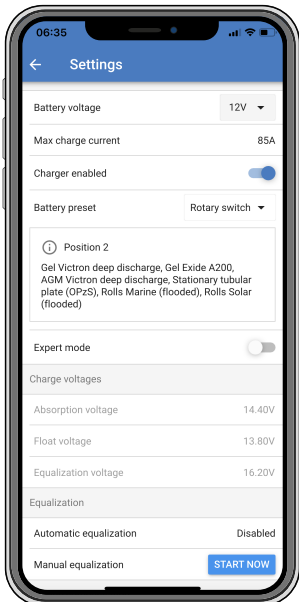 06:35
Settings
Battery voltage 12V
Max charge current 85A
Charger enabled
Battery preset Rotary switch
Position 2
Gel Victron deep discharge, Gel Exide A200,
AGM Victron deep discharge, Stationary tubular
plate (OPzS), Rolls Marine (flooded), Rolls Solar
(flooded)
Expert mode
Charge voltages
Absorption voltage 14.40V
Float voltage 13.80V
Equalization voltage 16.20V
Equalization
Automatic equalization Disabled
Manual equalization START NOW